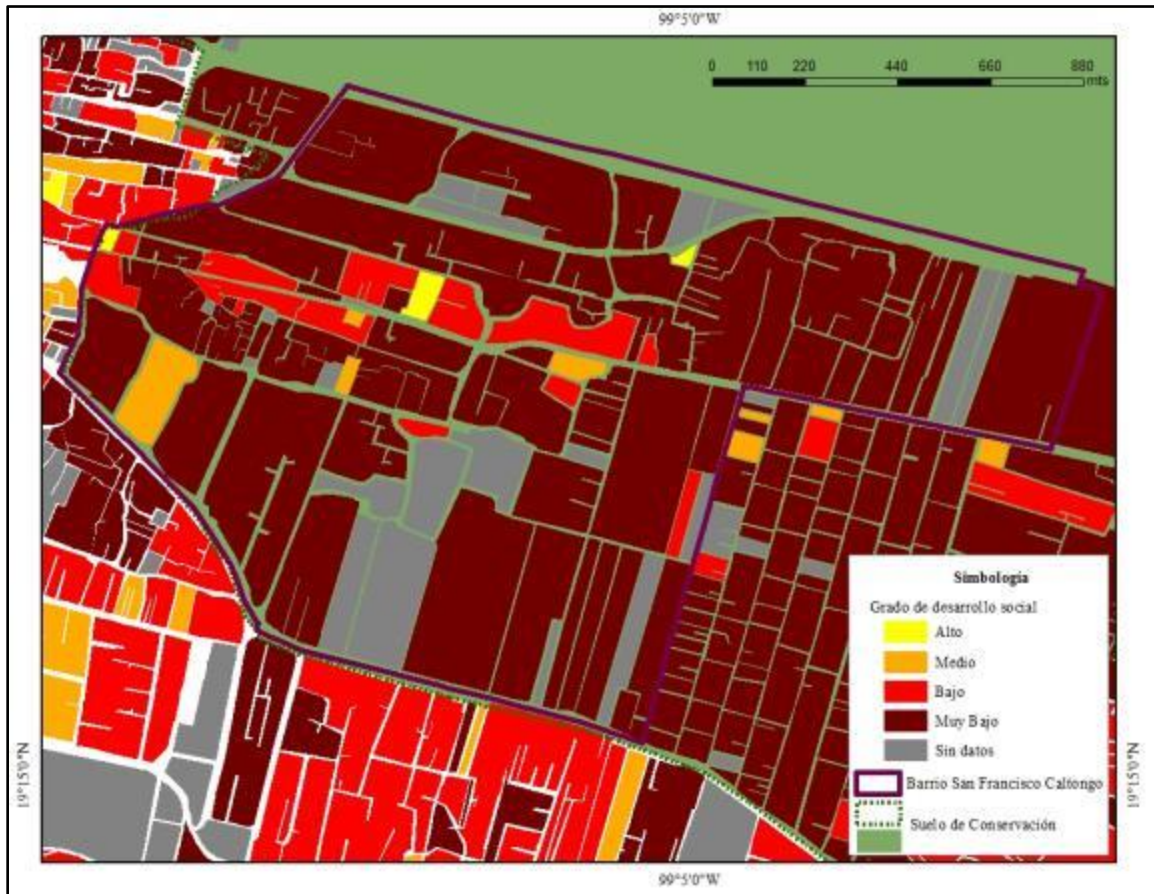 99°5'0"W
0 110 220 440 660 880
mts
Simbología
Grado de desarrollo social
Alto
Medio
Bajo
Muy Bajo
Sin datos
Barrio San Francisco Caltongo
Suelo de Conservación
19°15'0"N
19°15'0"N
99°5'0"W